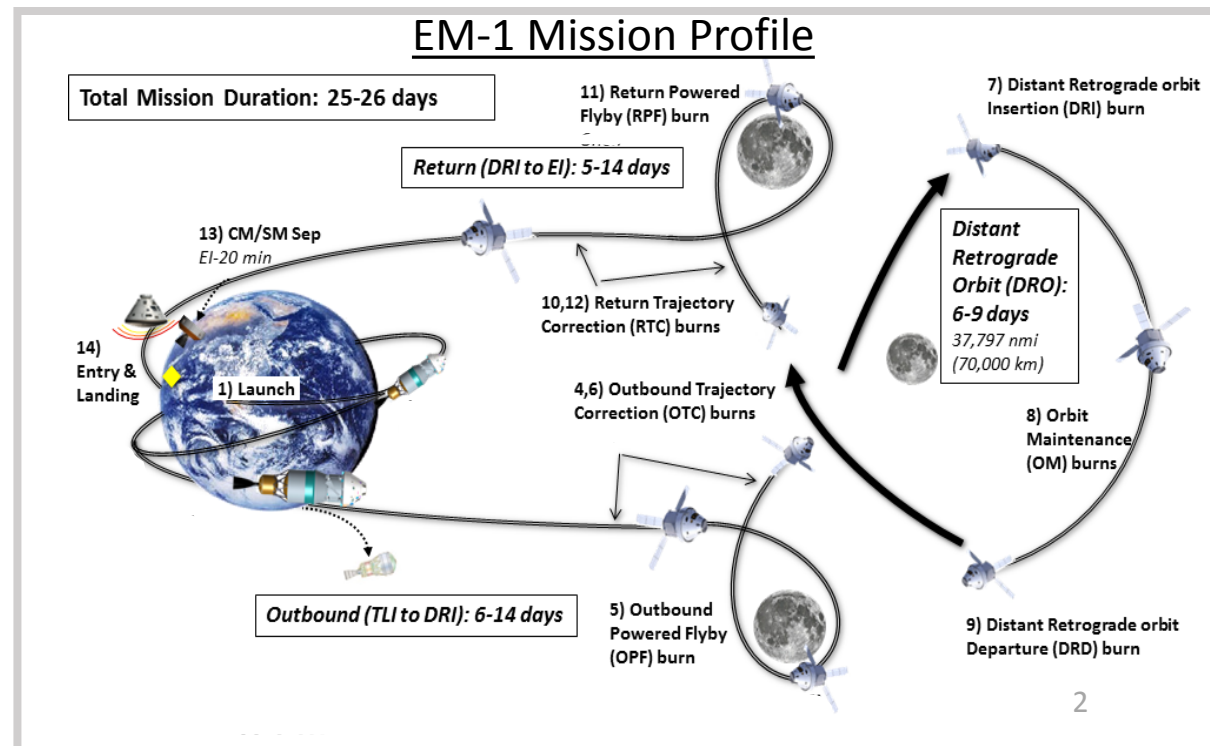 EM-1 Mission Profile
Total Mission Duration: 25-26 days
11) Return Powered
Flyby (RPF) burn
7) Distant Retrograde orbit
Insertion (DRI) burn
Return (DRI to EI): 5-14 days
13) CM/SM Sep
EI-20 min
Distant
Retrograde
Orbit (DRO):
6-9 days
37,797 nmi
(70,000 km)
10,12) Return Trajectory
Correction (RTC) burns
14)
Entry &
Landing
1) Launch
4,6) Outbound Trajectory
Correction (OTC) burns
8) Orbit
Maintenance
(OM) burns
Outbound (TLI to DRI): 6-14 days
5) Outbound
Powered Flyby
(OPF) burn
9) Distant Retrograde orbit
Departure (DRD) burn
2